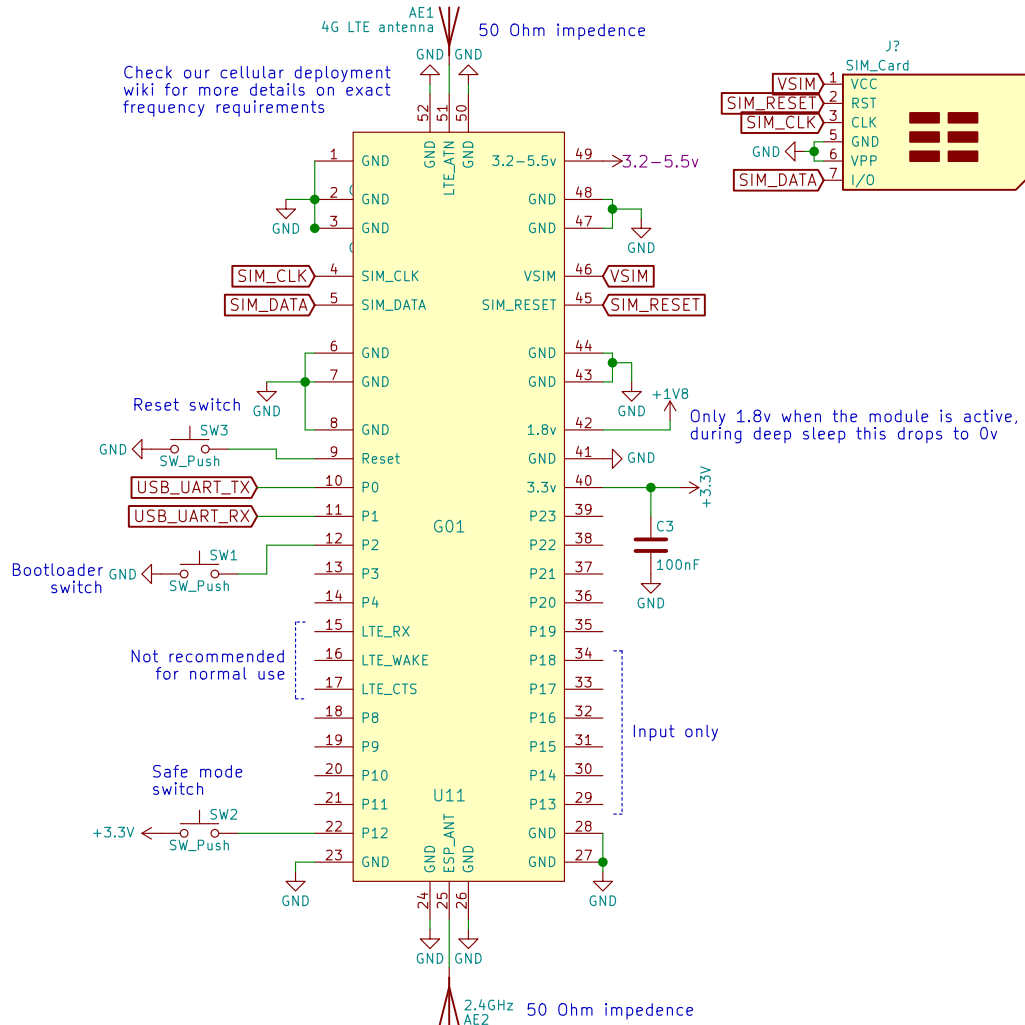 AE1
4G LTE antenna
50 Ohm impedence
GND
GND
Check our cellular deployment
wiki for more details on exact
frequency requirements
52
51
50
GND
LTE_ATN
GND
J?
SIM_Card
VSIM 1 VCC
SIM_RESET 2 RST
SIM_CLK 3 CLK
GND 5 GND
6 VPP
SIM_DATA 7 I/O
1 GND
2 GND
GND
3 GND
SIM_CLK 4 SIM_CLK
SIM_DATA 5 SIM_DATA
6 GND
7 GND
GND
8 GND
Reset switch
GND SW3
SW_Push
9 Reset
USB_UART_TX 10 P0
USB_UART_RX 11 P1
12 P2
Bootloader
switch
GND SW1
SW_Push
13 P3
14 P4
15 LTE_RX
16 LTE_WAKE
17 LTE_CTS
Not recommended
for normal use
18 P8
19 P9
20 P10
21 P11
Safe mode
switch
+3.3V SW2
SW_Push
22 P12
23 GND
GND
G01
U11
3.2-5.5v 49 3.2-5.5v
GND 48
GND 47
GND
VSIM 46 VSIM
SIM_RESET 45 SIM_RESET
GND 44
GND 43
GND
1.8v 42 +1V8
Only 1.8v when the module is active,
during deep sleep this drops to 0v
GND 41 GND
3.3v 40 +3.3V
C3
100nF
GND
P23 39
P22 38
P21 37
P20 36
P19 35
P18 34
P17 33
P16 32
P15 31
P14 30
P13 29
Input only
GND 28
GND 27
GND
GND
ESP_ANT
GND
24
25
26
GND
GND
2.4GHz
AE2
50 Ohm impedence